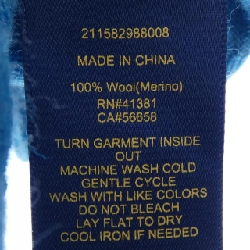 211582988008
MADE IN CHINA
100% Wool(Merino)
RN#41381
CA#56858
TURN GARMENT INSIDE
OUT
MACHINE WASH COLD
GENTLE CYCLE
WASH WITH LIKE COLORS
DO NOT BLEACH
LAY FLAT TO DRY
COOL IRON IF NEEDED